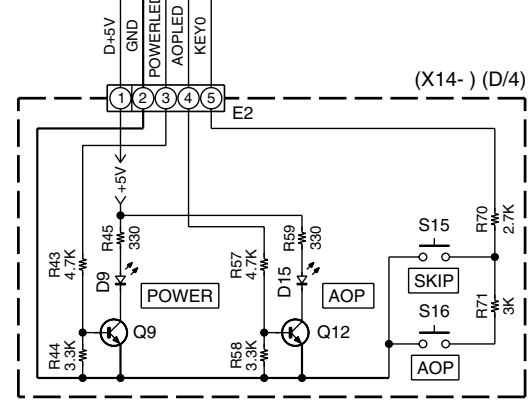 D+5V
GND
POWERLED
AOPLED
KEY0
(X14- ) (D/4)
1 2 3 4 5
E2
+5V
R43
4.7K
R45
330
D9
POWER
Q9
R44
3.3K
R57
4.7K
R59
330
D15
AOP
Q12
R58
3.3K
S15
SKIP
S16
AOP
R70
2.7K
R71
3K